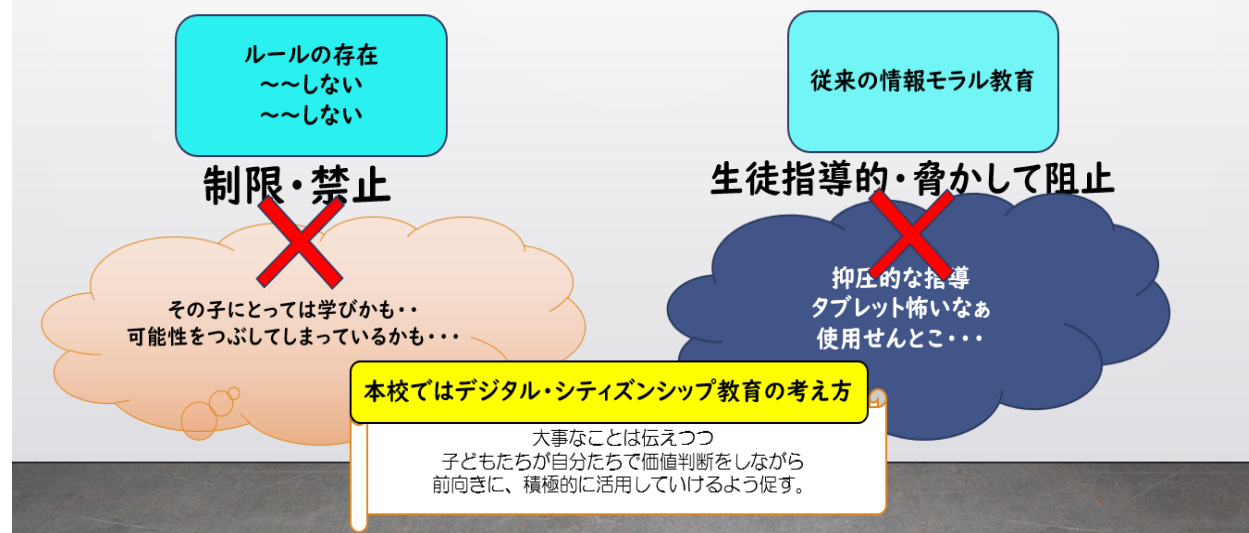 ルールの存在
~~しない
~~しない
制限・禁止
その子にとっては学びかも・・
可能性をつぶしてしまっているかも・・・
従来の情報モラル教育
生徒指導的・脅かして阻止
抑圧的な指導
タブレット怖いなぁ
使用せんとこ・・・
本校ではデジタル・シティズンシップ教育の考え方
大事なことは伝えつつ
子どもたちが自分たちで価値判断をしながら
前向きに、積極的に活用していけるよう促す。